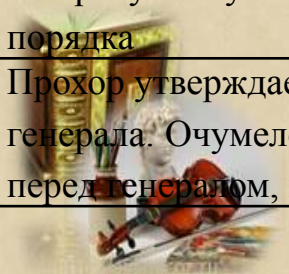 порядка
Прохор утверждае
генерала. Очумел
перед генералом,